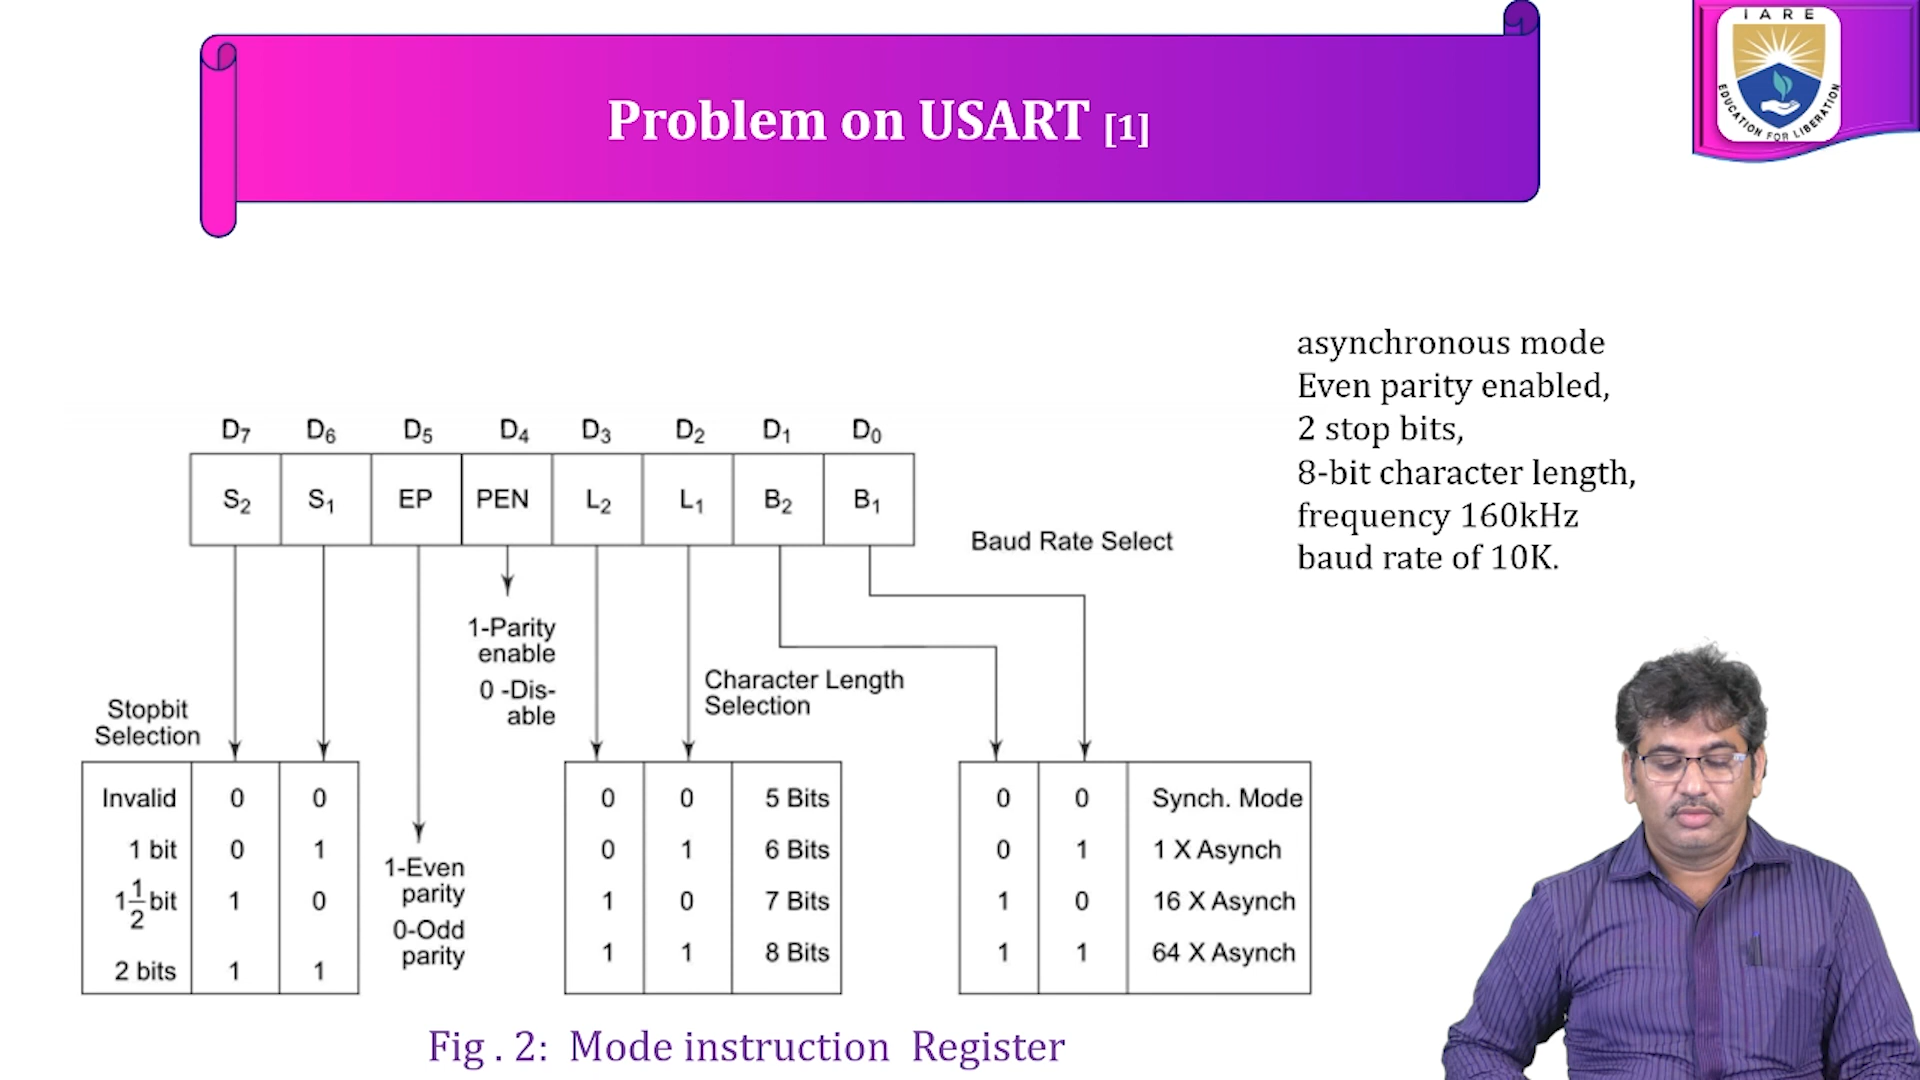 IARE
EDUCATION FOR LIBERATION
Problem on USART [1]
asynchronous mode
Even parity enabled,
2 stop bits,
8-bit character length,
frequency 160kHz
baud rate of 10K.
D7 D6 D5 D4 D3 D2 D1 D0
S2 S1 EP PEN L2 L1 B2 B1
Baud Rate Select
1-Parity
enable
0 -Dis-
able
Character Length
Selection
Stopbit
Selection
Invalid 0 0
1 bit 0 1
1 1/2 bit 1 0
2 bits 1 1
1-Even
parity
0-Odd
parity
0 0 5 Bits
0 1 6 Bits
1 0 7 Bits
1 1 8 Bits
0 0 Synch. Mode
0 1 1 X Asynch
1 0 16 X Asynch
1 1 64 X Asynch
Fig . 2: Mode instruction Register